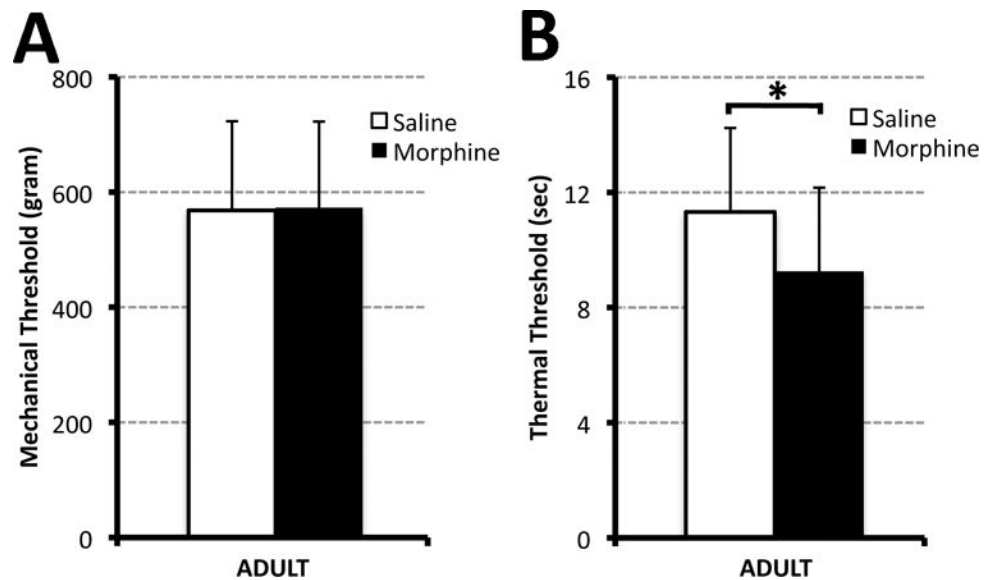 A
Mechanical Threshold (gram)
800
600
400
200
0
Saline
Morphine
ADULT
B
Thermal Threshold (sec)
16
12
8
4
0
*
Saline
Morphine
ADULT